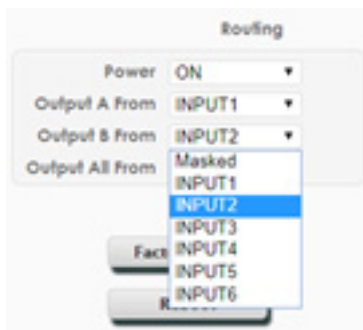 Routing
Power ON
Output A From INPUT1
Output B From INPUT2
Output All From
Masked
INPUT1
INPUT2
INPUT3
INPUT4
INPUT5
INPUT6
Fact